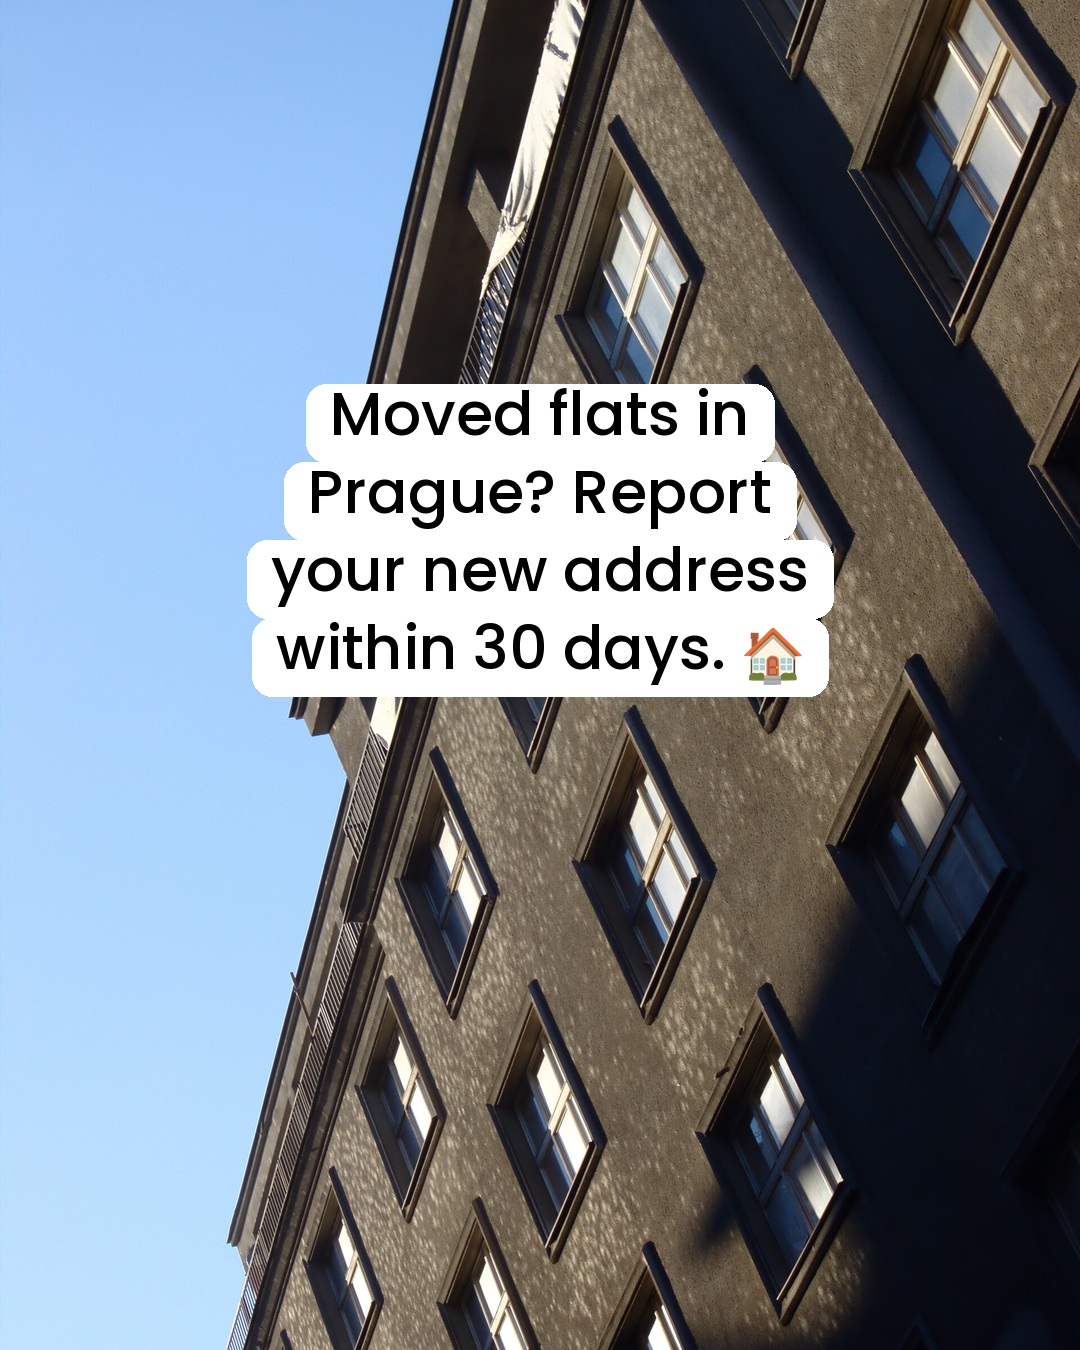 Moved flats in
Prague? Report
your new address
within 30 days. 🏠